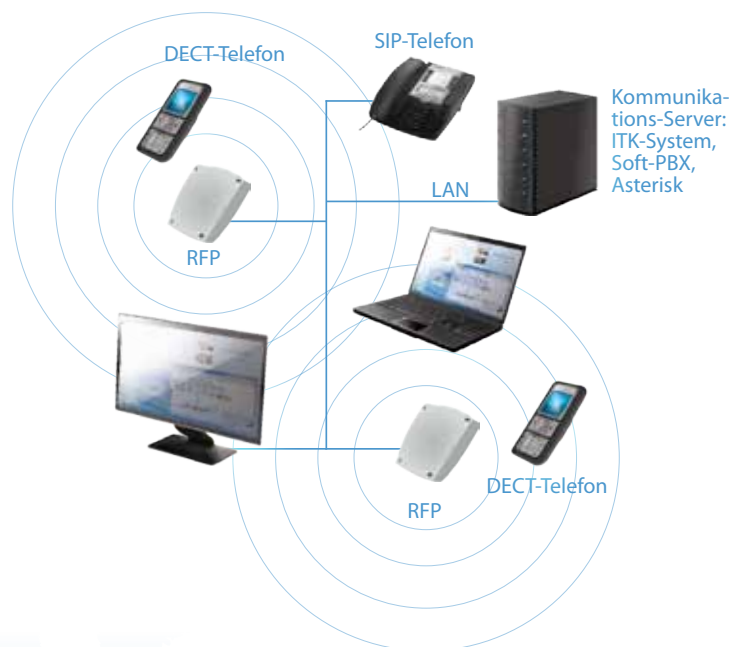 DECT-Telefon
SIP-Telefon
Kommunika-
tions-Server:
ITK-System,
Soft-PBX,
Asterisk
LAN
RFP
DECT-Telefon
RFP